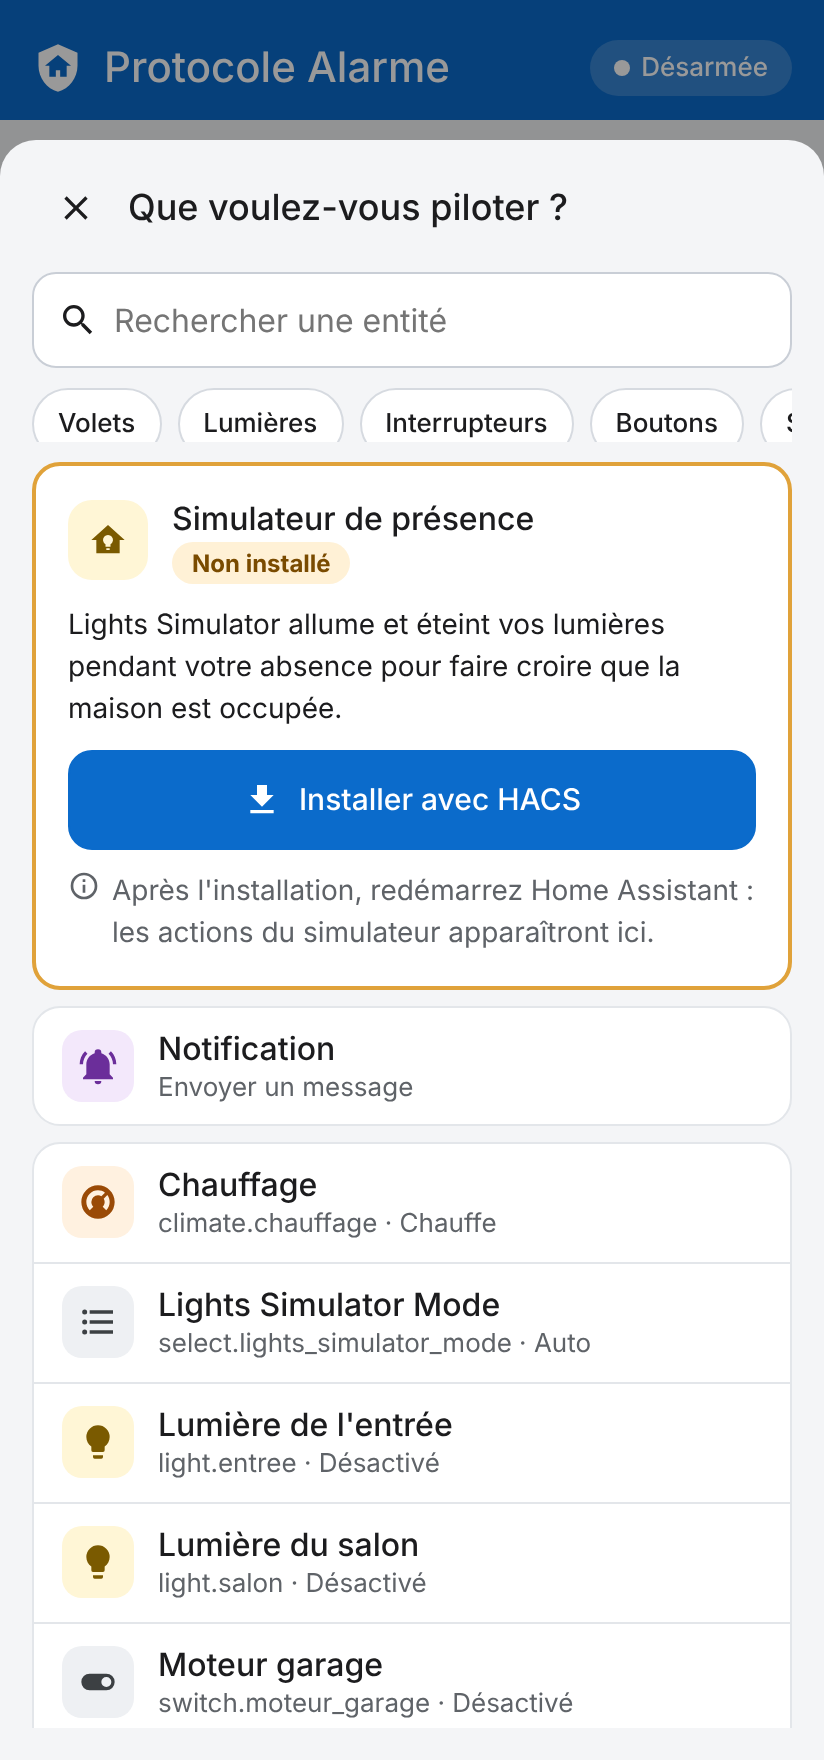 Protocole Alarme
Désarmée
Que voulez-vous piloter ?
Rechercher une entité
Volets
Lumières
Interrupteurs
Boutons
Simulateur de présence
Non installé
Lights Simulator allume et éteint vos lumières
pendant votre absence pour faire croire que la
maison est occupée.
Installer avec HACS
Après l'installation, redémarrez Home Assistant :
les actions du simulateur apparaîtront ici.
Notification
Envoyer un message
Chauffage
climate.chauffage · Chauffe
Lights Simulator Mode
select.lights_simulator_mode · Auto
Lumière de l'entrée
light.entree · Désactivé
Lumière du salon
light.salon · Désactivé
Moteur garage
switch.moteur_garage · Désactivé